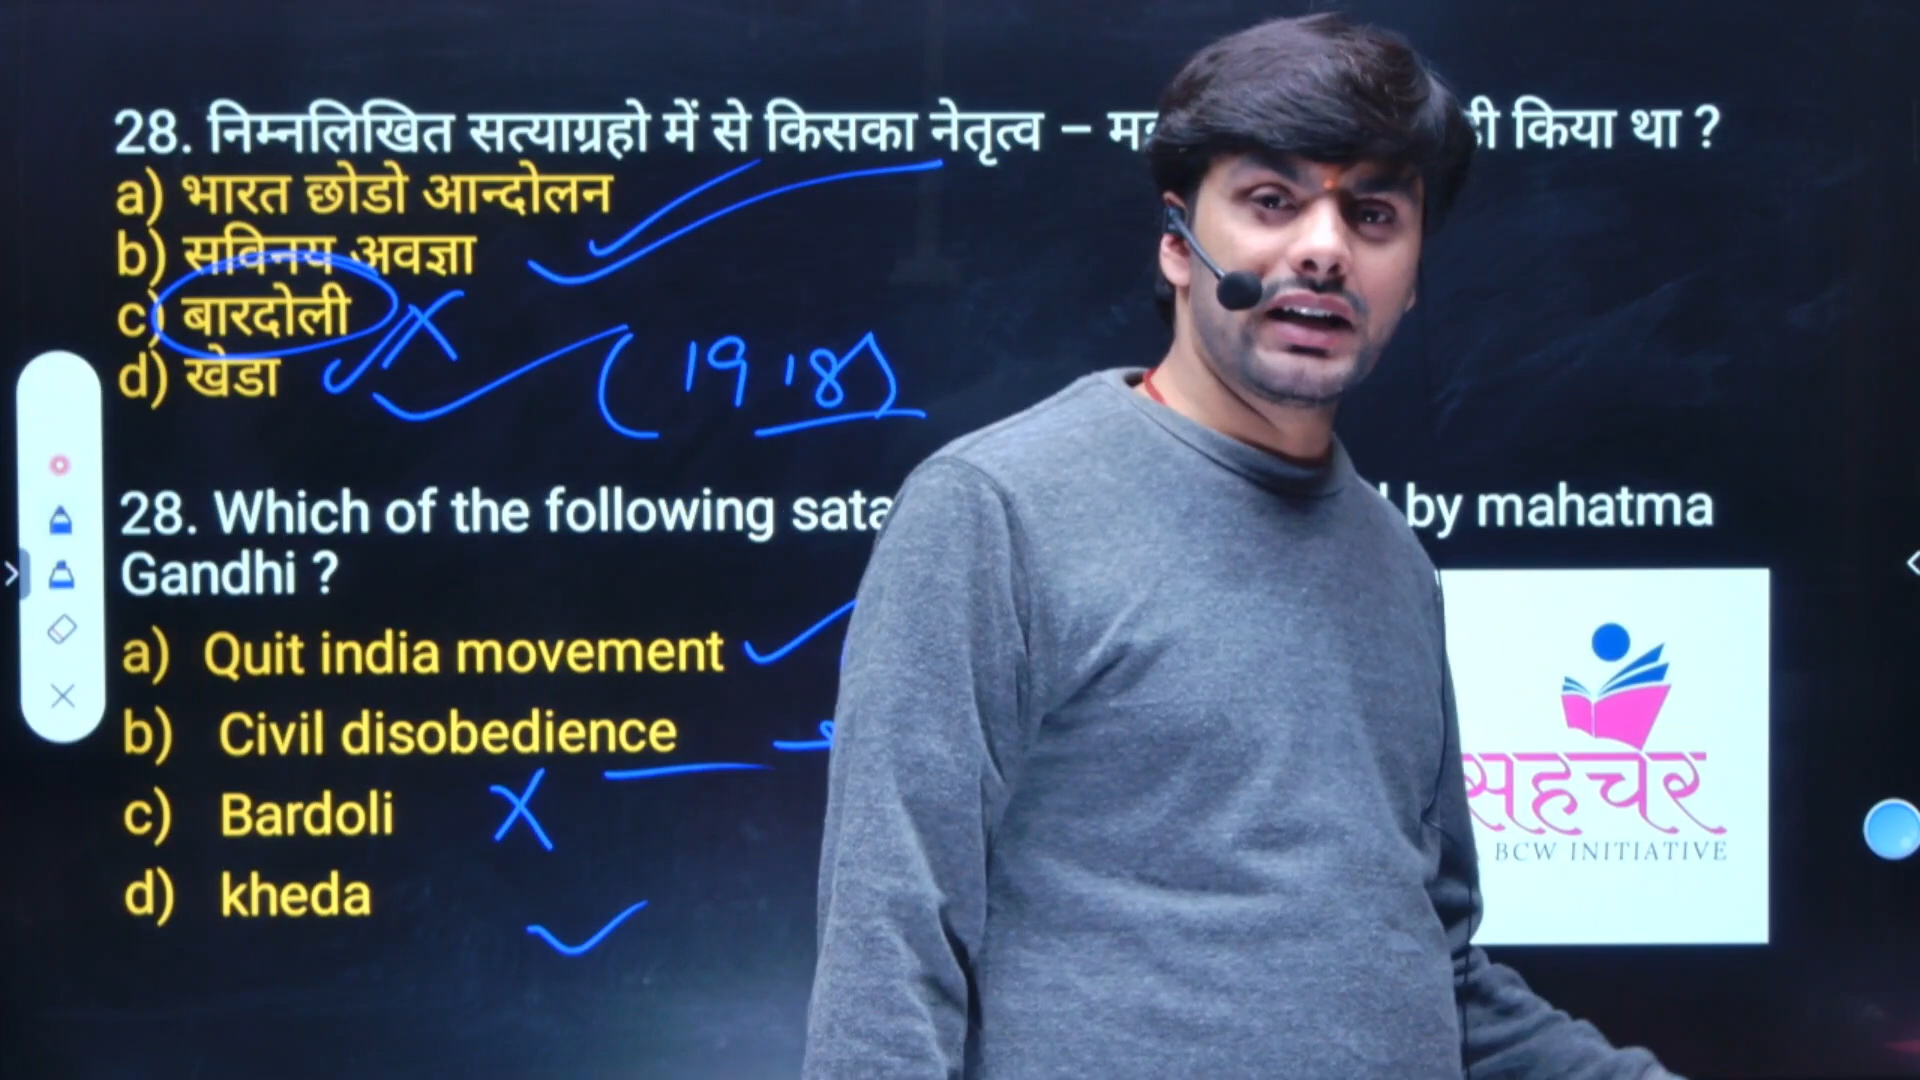 28. निम्नलिखित सत्याग्रहो में से किसका नेतृत्व – किया था ?
a) भारत छोडो आन्दोलन
b) सविनय अवज्ञा
c) बारदोली
d) खेडा
(1918)
28. Which of the following by mahatma
Gandhi ?
a) Quit india movement
b) Civil disobedience
c) Bardoli
d) kheda
सहचर
BCW INITIATIVE